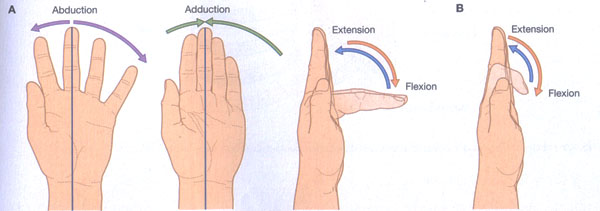 A
Abduction
Adduction
Extension
Flexion
B
Extension
Flexion